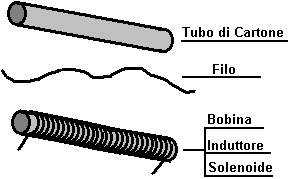 Tubo di Cartone
Filo
Bobina
Induttore
Solenoide